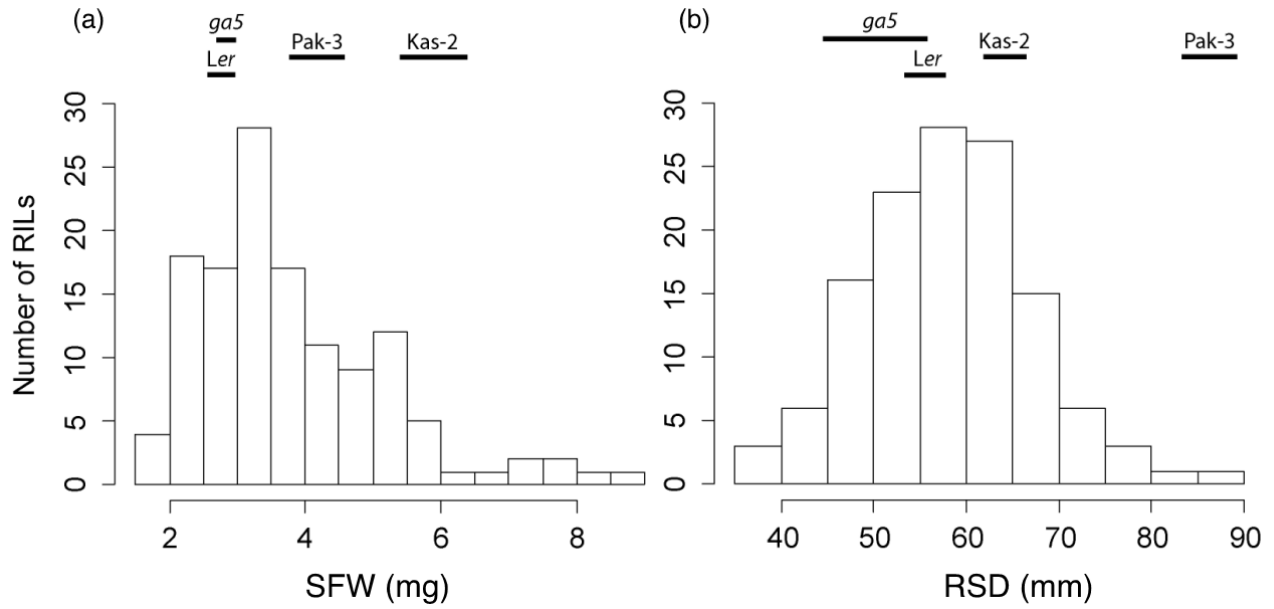 (a)
ga5
Ler
Pak-3
Kas-2
Number of RILs
30
25
20
15
10
5
0
2 4 6 8
SFW (mg)
(b)
ga5
Ler
Kas-2
Pak-3
30
25
20
15
10
5
0
40 50 60 70 80 90
RSD (mm)